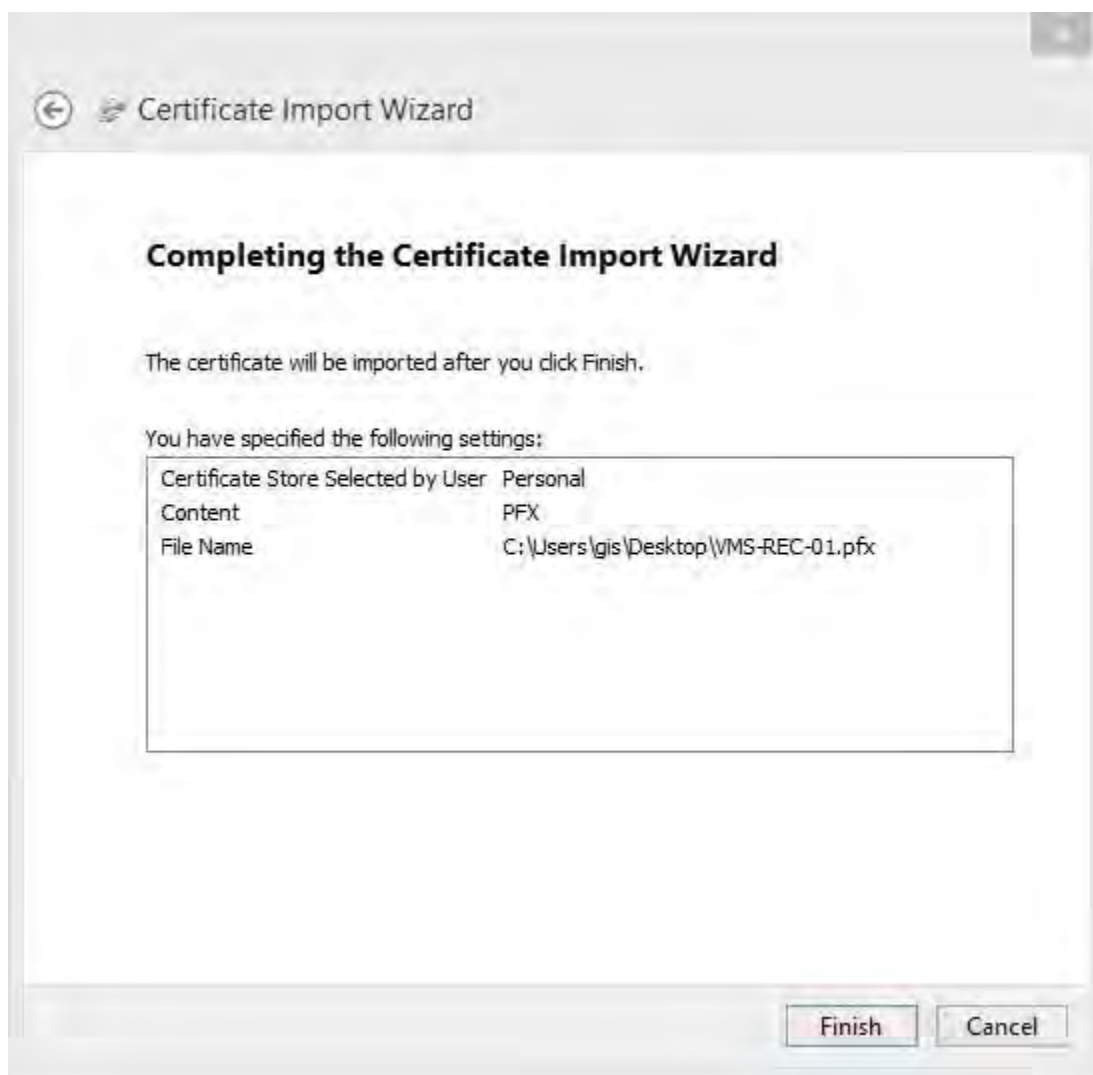 Certificate Import Wizard
Completing the Certificate Import Wizard
The certificate will be imported after you click Finish.
You have specified the following settings:
Certificate Store Selected by User Personal
Content PFX
File Name C:\Users\gis\Desktop\VMS-REC-01.pfx
Finish Cancel